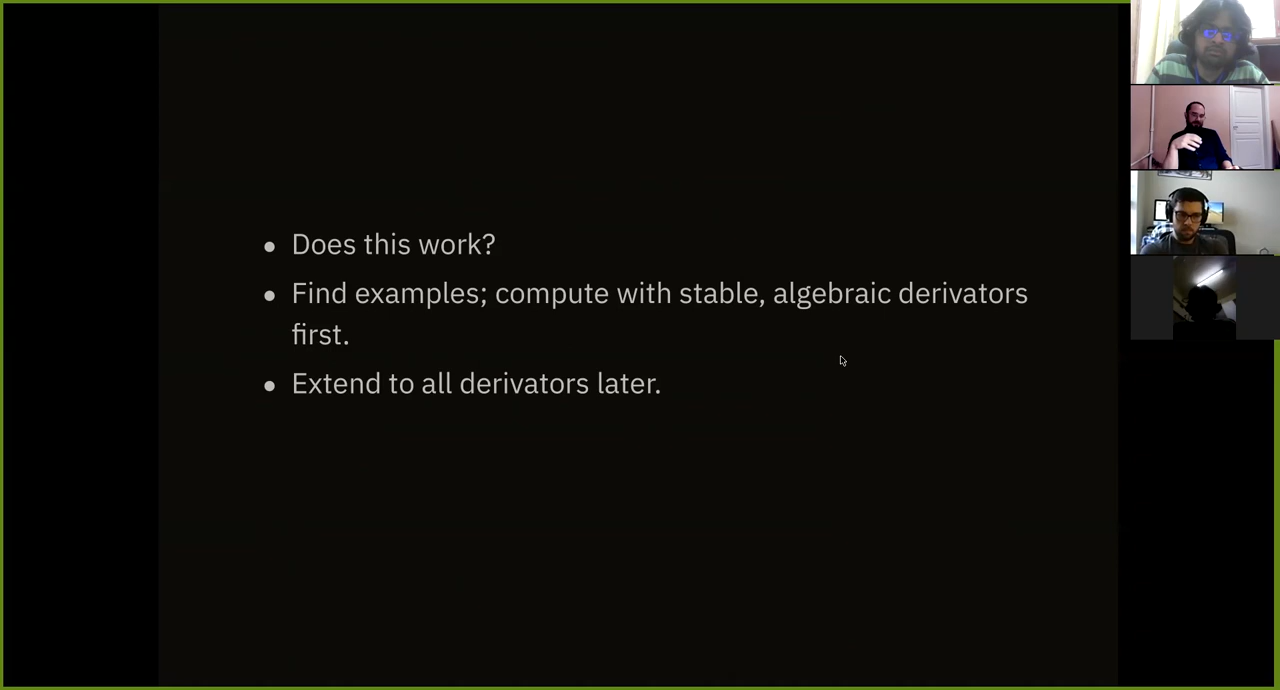 • Does this work?
• Find examples; compute with stable, algebraic derivators
first.
• Extend to all derivators later.